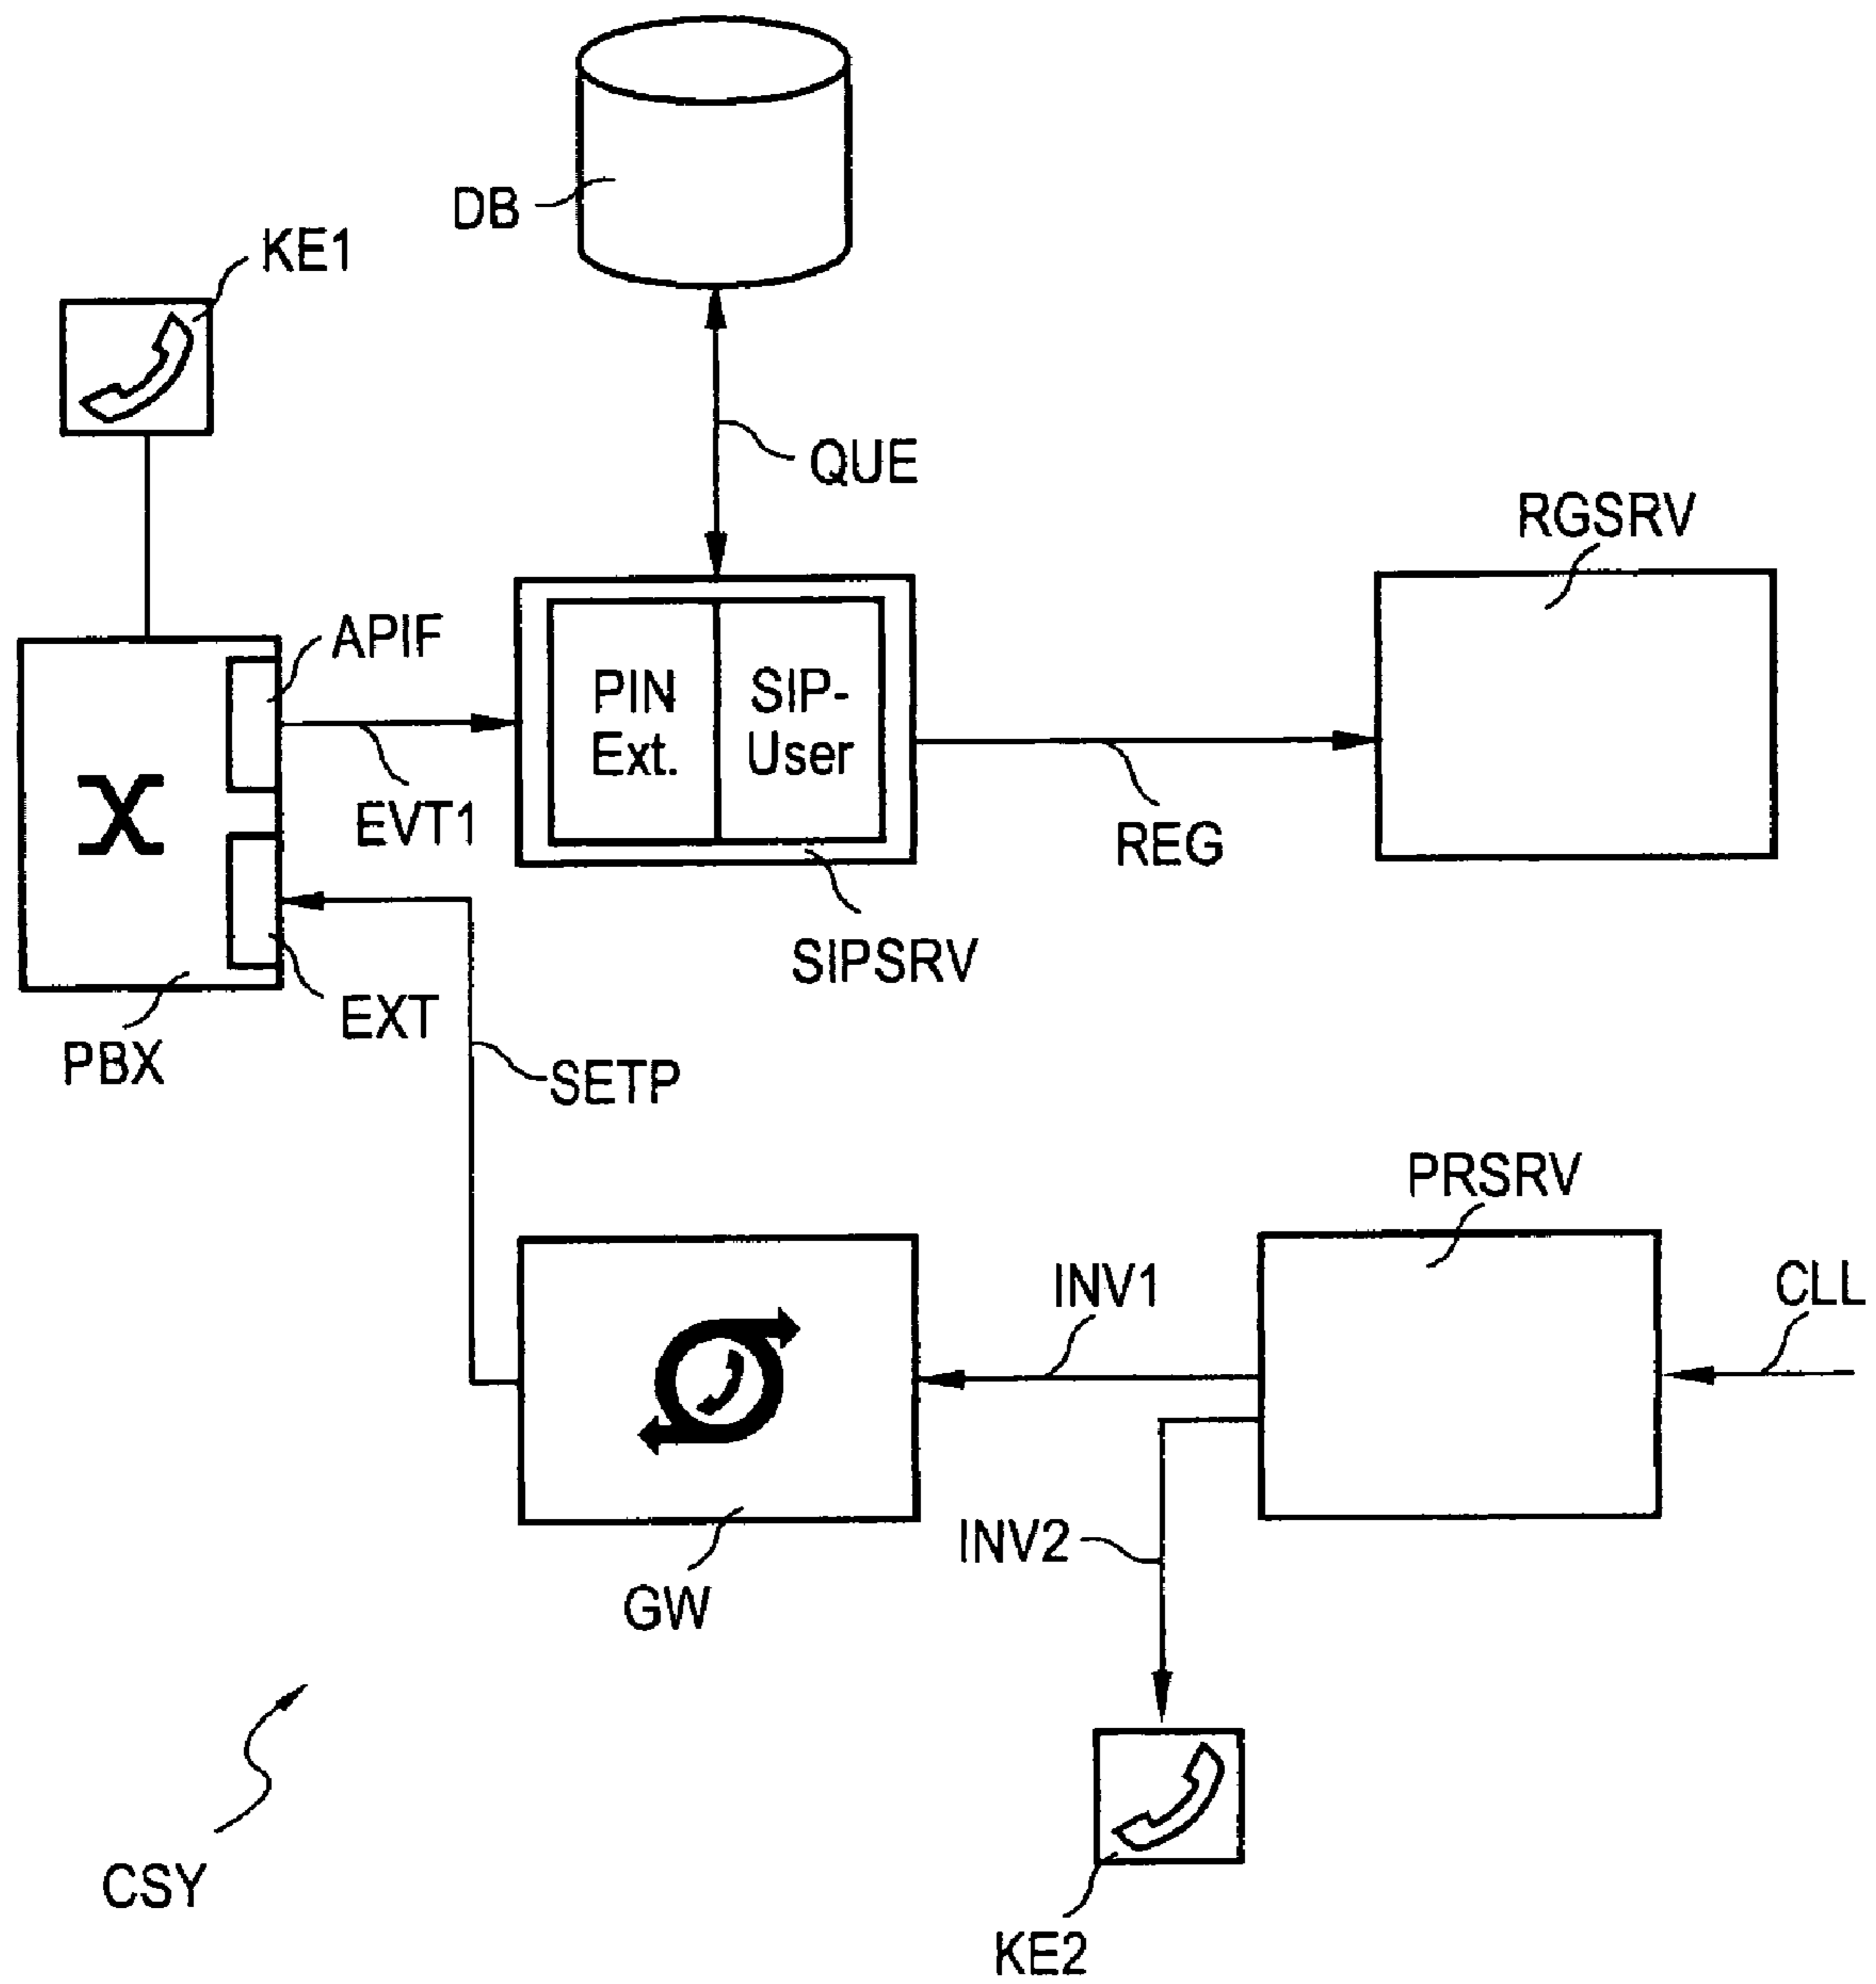 DB
KE1
QUE
RGSRV
APIF
PIN
Ext.
SIP-
User
EVT1
REG
SIPSRV
EXT
PBX
SETP
PRSRV
INV1
CLL
INV2
GW
CSY
KE2